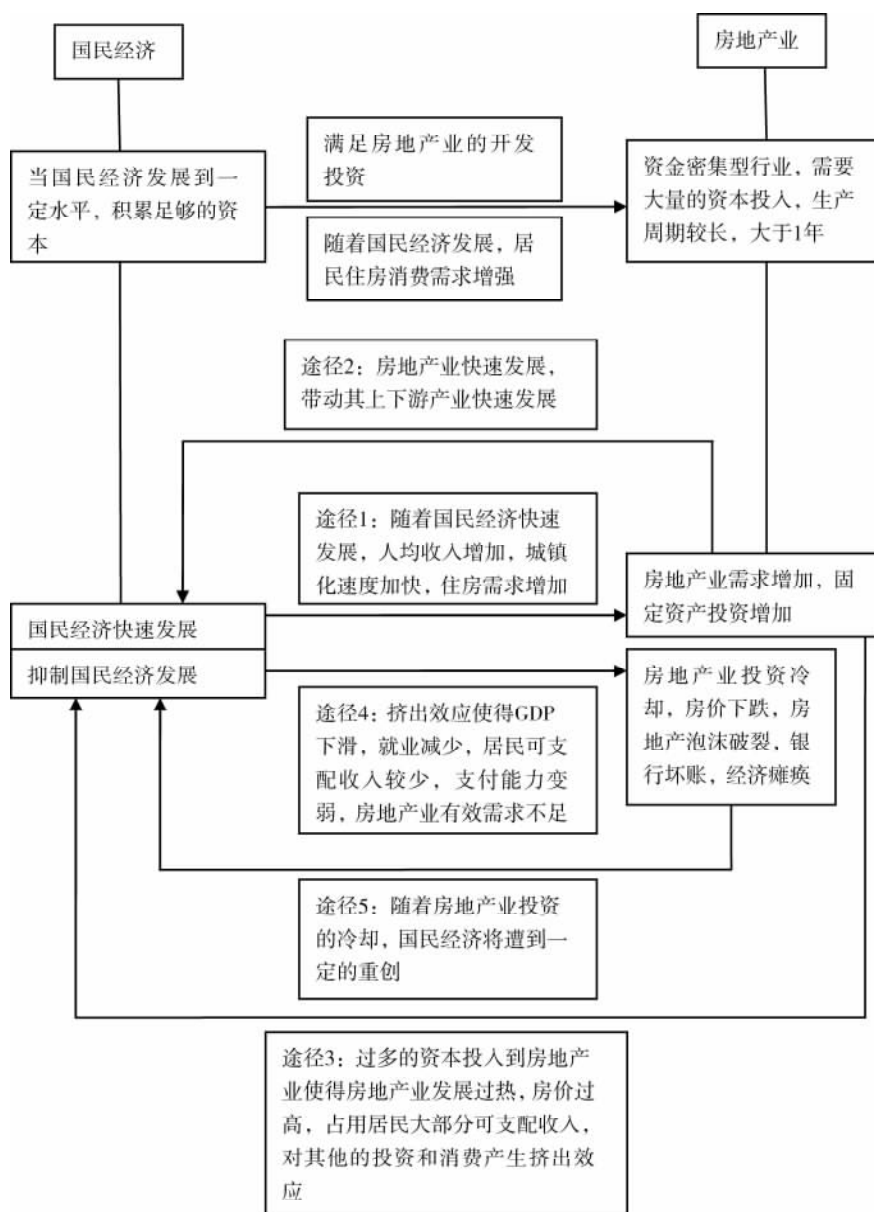 国民经济
房地产业
满足房地产业的开发
投资
当国民经济发展到一
定水平，积累足够的资
本
资金密集型行业，需要
大量的资本投入，生产
周期较长，大于1年
随着国民经济发展，居
民住房消费需求增强
途径2：房地产业快速发展，
带动其上下游产业快速发展
途径1：随着国民经济快速
发展，人均收入增加，城镇
化速度加快，住房需求增加
国民经济快速发展
抑制国民经济发展
房地产业需求增加，固
定资产投资增加
房地产业投资冷
却，房价下跌，房
地产泡沫破裂，银
行坏账，经济瘫痪
途径4：挤出效应使得GDP
下滑，就业减少，居民可支
配收入较少，支付能力变
弱，房地产业有效需求不足
途径5：随着房地产业投资
的冷却，国民经济将遭到一
定的重创
途径3：过多的资本投入到房地产
业使得房地产业发展过热，房价过
高，占用居民大部分可支配收入，
对其他的投资和消费产生挤出效
应